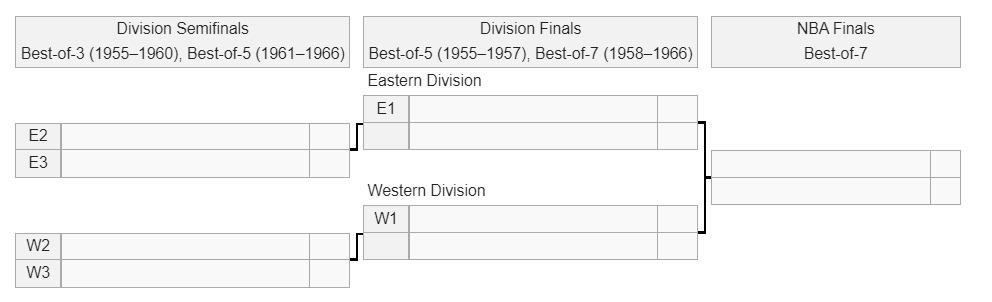 Division Semifinals
Best-of-3 (1955–1960), Best-of-5 (1961–1966)
Division Finals
Best-of-5 (1955–1957), Best-of-7 (1958–1966)
NBA Finals
Best-of-7
Eastern Division
E1
E2
E3
Western Division
W1
W2
W3